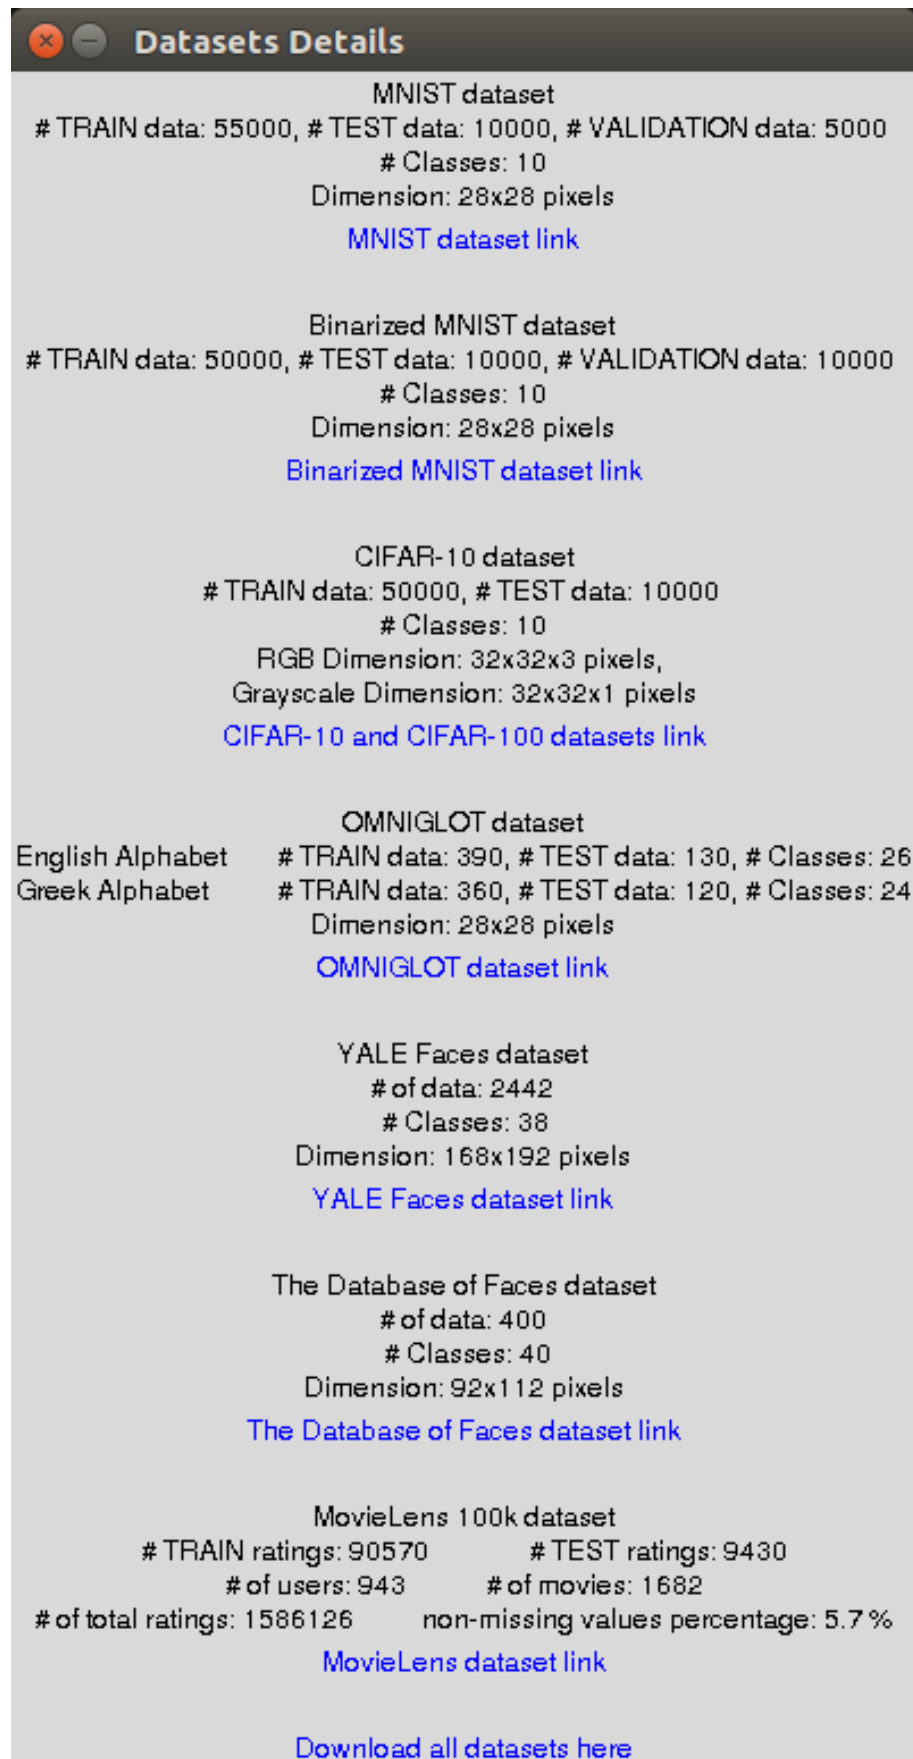 Datasets Details
MNIST dataset
# TRAIN data: 55000, # TEST data: 10000, # VALIDATION data: 5000
# Classes: 10
Dimension: 28x28 pixels
MNIST dataset link
Binarized MNIST dataset
# TRAIN data: 50000, # TEST data: 10000, # VALIDATION data: 10000
# Classes: 10
Dimension: 28x28 pixels
Binarized MNIST dataset link
CIFAR-10 dataset
# TRAIN data: 50000, # TEST data: 10000
# Classes: 10
RGB Dimension: 32x32x3 pixels,
Grayscale Dimension: 32x32x1 pixels
CIFAR-10 and CIFAR-100 datasets link
OMNIGLOT dataset
English Alphabet # TRAIN data: 390, # TEST data: 130, # Classes: 26
Greek Alphabet # TRAIN data: 360, # TEST data: 120, # Classes: 24
Dimension: 28x28 pixels
OMNIGLOT dataset link
YALE Faces dataset
# of data: 2442
# Classes: 38
Dimension: 168x192 pixels
YALE Faces dataset link
The Database of Faces dataset
# of data: 400
# Classes: 40
Dimension: 92x112 pixels
The Database of Faces dataset link
MovieLens 100k dataset
# TRAIN ratings: 90570 # TEST ratings: 9430
# of users: 943 # of movies: 1682
# of total ratings: 1586126 non-missing values percentage: 5.7 %
MovieLens dataset link
Download all datasets here